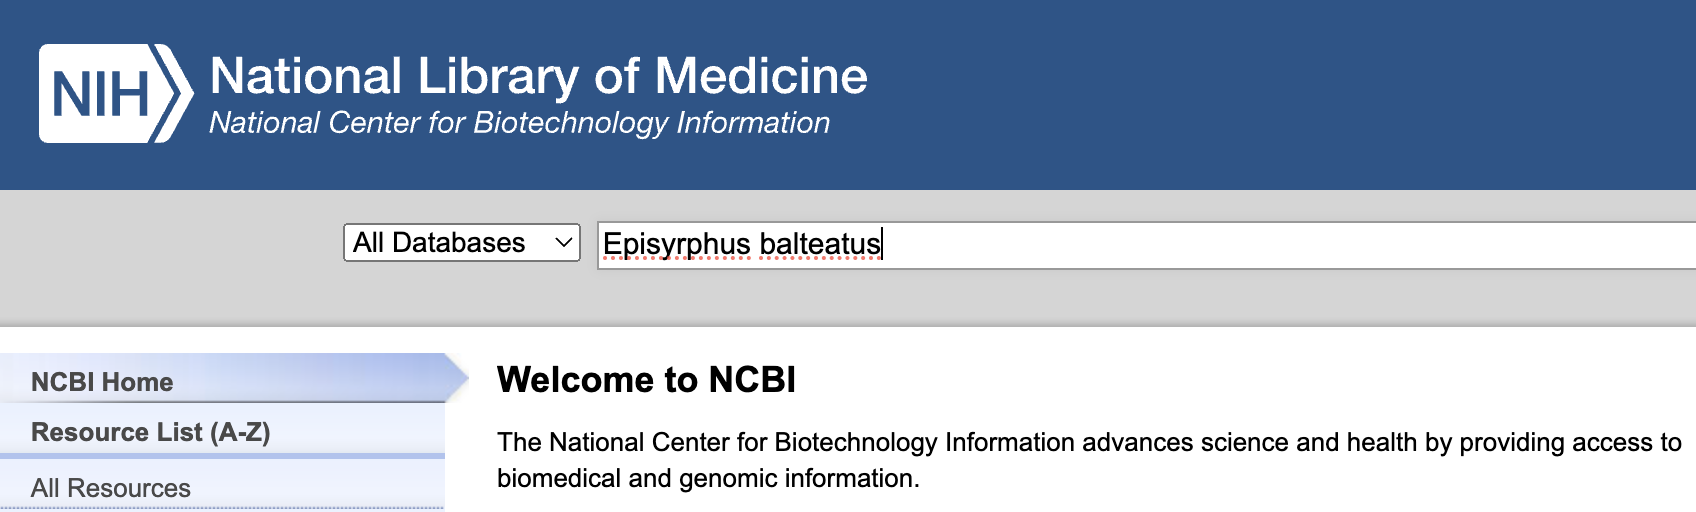 NIH
National Library of Medicine
National Center for Biotechnology Information
All Databases
Episyrphus balteatus
NCBI Home
Resource List (A-Z)
All Resources
Welcome to NCBI
The National Center for Biotechnology Information advances science and health by providing access to
biomedical and genomic information.